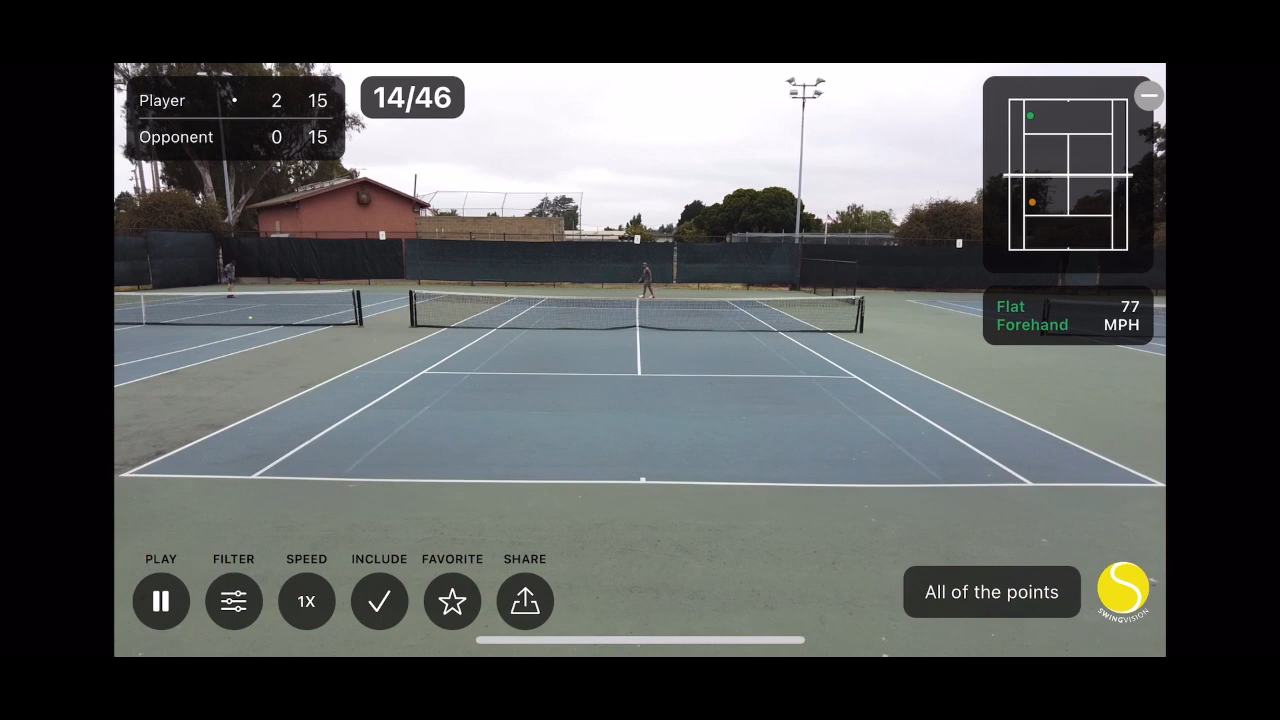 Player • 2 15
Opponent 0 15
14/46
Flat 77
Forehand MPH
PLAY FILTER SPEED INCLUDE FAVORITE SHARE
1X
All of the points
SWINGVISION